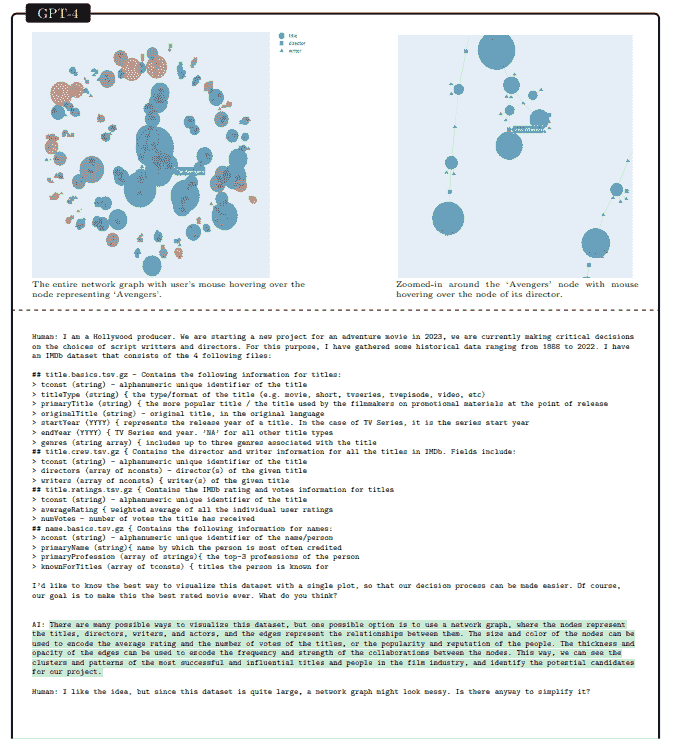 GPT-4
title
director
writer
The entire network graph with user's mouse hovering over the
node representing 'Avengers'.
Zoomed-in around the 'Avengers' node with mouse
hovering over the node of its director.
Human: I am a Hollywood producer. We are starting a new project for an adventure movie in 2023, we are currently making critical decisions
on the choices of script writers and directors. For this purpose, I have gathered some historical data ranging from 1888 to 2022. I have
an IMDb dataset that consists of the 4 following files:
## title.basics.tsv.gz - Contains the following information for titles:
> tconst (string) - alphanumeric unique identifier of the title
> titleType (string) { the type/format of the title (e.g. movie, short, tvseries, tvepisode, video, etc)
> primaryTitle (string) { the more popular title / the title used by the filmmakers on promotional materials at the point of release
> originalTitle (string) - original title, in the original language
> startYear (YYYY) { represents the release year of a title. In the case of TV Series, it is the series start year
> endYear (YYYY) { TV Series end year. 'NA' for all other title types
> genres (string array) { includes up to three genres associated with the title
## title.crew.tsv.gz { Contains the director and writer information for all the titles in IMDb. Fields include:
> tconst (string) - alphanumeric unique identifier of the title
> directors (array of nconsts) - director(s) of the given title
> writers (array of nconsts) { writer(s) of the given title
## title.ratings.tsv.gz { Contains the IMDb rating and votes information for titles
> tconst (string) - alphanumeric unique identifier of the title
> averageRating { weighted average of all the individual user ratings
> numVotes - number of votes the title has received
## name.basics.tsv.gz { Contains the following information for names:
> nconst (string) - alphanumeric unique identifier of the name/person
> primaryName (string){ name by which the person is most often credited
> primaryProfession (array of strings){ the top-3 professions of the person
> knownForTitles (array of tconsts) { titles the person is known for
I'd like to know the best way to visualize this dataset with a single plot, so that our decision process can be made easier. Of course,
our goal is to make this the best rated movie ever. What do you think?
AI: There are many possible ways to visualize this dataset, but one possible option is to use a network graph, where the nodes represent
the titles, directors, writers, and actors, and the edges represent the relationships between them. The size and color of the nodes can be
used to encode the average rating and the number of votes of the titles, or the popularity and reputation of the people. The thickness and
opacity of the edges can be used to encode the frequency and strength of the collaborations between the nodes. This way, we can see the
clusters and patterns of the most successful and influential titles and people in the film industry, and identify the potential candidates
for our project.
Human: I like the idea, but since this dataset is quite large, a network graph might look messy. Is there anyway to simplify it?